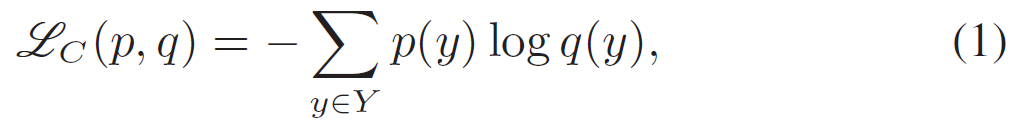 ℒ_C(p, q) = − ∑_{y∈Y} p(y) log q(y), (1)